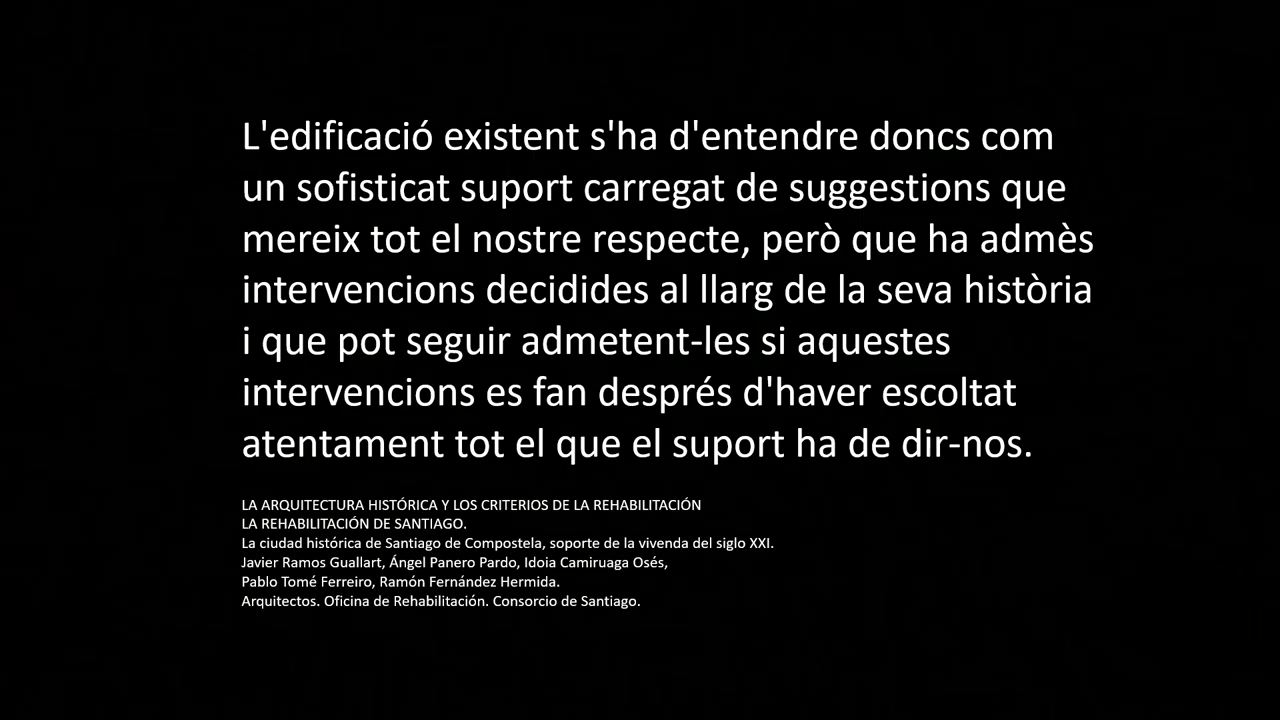 L'edificació existent s'ha d'entendre doncs com
un sofisticat suport carregat de suggestions que
mereix tot el nostre respecte, però que ha admès
intervencions decidides al llarg de la seva història
i que pot seguir admetent-les si aquestes
intervencions es fan després d'haver escoltat
atentament tot el que el suport ha de dir-nos.
LA ARQUITECTURA HISTÓRICA Y LOS CRITERIOS DE LA REHABILITACIÓN
LA REHABILITACIÓN DE SANTIAGO.
La ciudad histórica de Santiago de Compostela, soporte de la vivenda del siglo XXI.
Javier Ramos Guallart, Ángel Panero Pardo, Idoia Camiruaga Osés,
Pablo Tomé Ferreiro, Ramón Fernández Hermida.
Arquitectos. Oficina de Rehabilitación. Consorcio de Santiago.